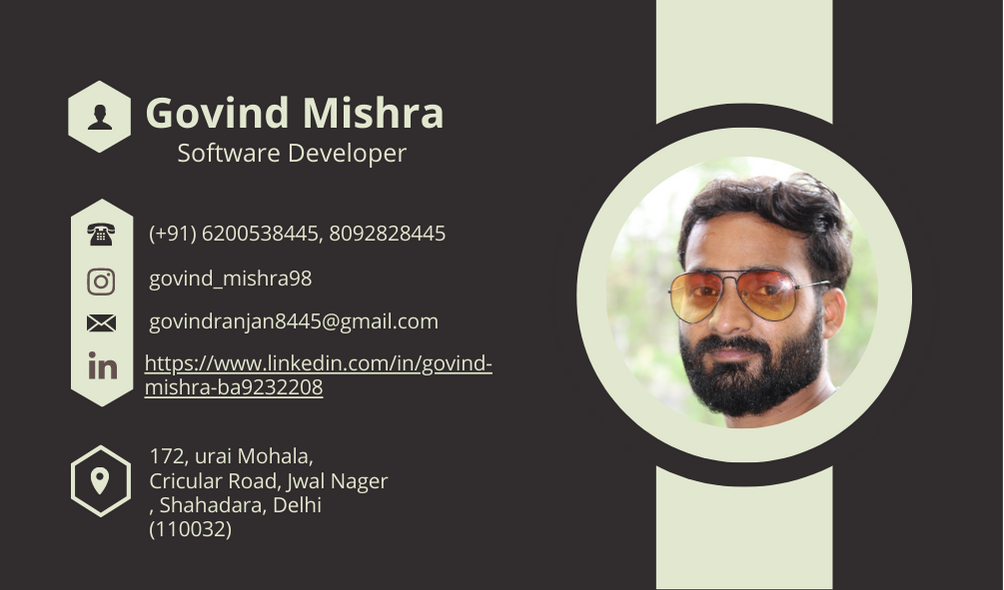 Govind Mishra
Software Developer
(+91) 6200538445, 8092828445
govind_mishra98
govindranjan8445@gmail.com
in
https://www.linkedin.com/in/govind-
mishra-ba9232208
172, urai Mohala,
Cricular Road, Jwal Nager
, Shahadara, Delhi
(110032)